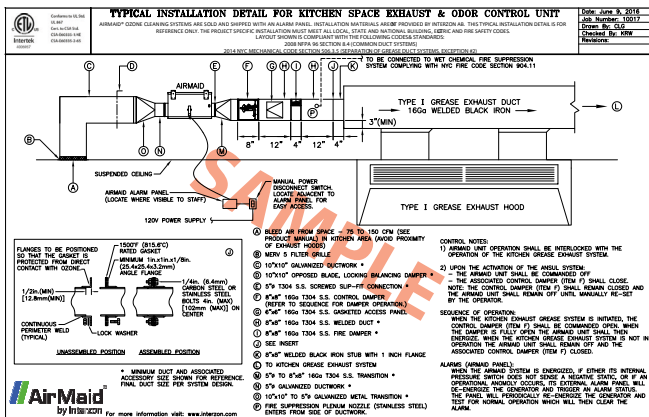 TYPICAL INSTALLATION DETAIL FOR KITCHEN SPACE EXHAUST & ODOR CONTROL UNIT
AIRMAID® OZONE CLEANING SYSTEMS ARE SOLD AND SHIPPED WITH AN ALARM PANEL. INSTALLATION MATERIALS ARE NOT PROVIDED BY INTERZON AB. THIS TYPICAL INSTALLATION DETAIL IS FOR
REFERENCE ONLY. THE PROJECT SPECIFIC INSTALLATION MUST MEET ALL LOCAL, STATE AND NATIONAL BUILDING, ELECTRIC AND FIRE SAFETY CODES.
LAYOUT SHOWN IS COMPLIANT WITH THE FOLLOWING CODES & STANDARDS:
2008 NFPA 96 SECTION 8.4 (COMMON DUCT SYSTEMS)
2014 NYC MECHANICAL CODE SECTION 506.3.5 (SEPARATION OF GREASE DUCT SYSTEMS, EXCEPTION #2)
Date: June 9, 2016
Job Number: 10017
Drawn By: CLG
Checked By: KRW
Revisions:
ETL
Intertek
Conforms to UL Std.
UL 867
Cert. to CSA Std.
TO BE CONNECTED TO WET CHEMICAL FIRE SUPPRESSION
SYSTEM COMPLYING WITH NYC FIRE CODE SECTION 904.11
C D E F G H I H J K
AIRMAID
P
TYPE I GREASE EXHAUST DUCT
16Ga WELDED BLACK IRON
L
3"(MIN)
8" 12" 4" 12" 4"
B
O N M
A
SUSPENDED CEILING
AIRMAID ALARM PANEL
(LOCATE WHERE VISIBLE TO STAFF)
120V POWER SUPPLY
MANUAL POWER
DISCONNECT SWITCH.
LOCATE ADJACENT TO
ALARM PANEL FOR
EASY ACCESS.
TYPE I GREASE EXHAUST HOOD
SAMPLE
FLANGES TO BE POSITIONED
SO THAT THE GASKET IS
PROTECTED FROM DIRECT
CONTACT WITH OZONE.
1500°F (815.6°C)
RATED GASKET
MINIMUM 1in.x1in.x1/8in.
(25.4x25.4x3.2mm)
ANGLE FLANGE
J
1/2in.(MIN)
[12.8mm(MIN)]
1/4in. (6.4mm)
CARBON STEEL OR
STAINLESS STEEL
BOLTS 4in. (MAX)
[102mm (MAX)] ON
CENTER
CONTINUOUS
PERIMETER WELD
(TYPICAL)
LOCK WASHER
UNASSEMBLED POSITION ASSEMBLED POSITION
* MINIMUM DUCT AND ASSOCIATED
ACCESSORY SIZE SHOWN FOR REFERENCE.
FINAL DUCT SIZE PER SYSTEM DESIGN.
AirMaid®
by Interzon
For more information visit: www.interzon.com
A BLEED AIR FROM SPACE - 75 TO 150 CFM (SEE
PRODUCT MANUAL) IN KITCHEN AREA (AVOID PROXIMITY
OF EXHAUST HOODS)
B MERV 5 FILTER GRILLE
C 10"X10" GALVANIZED DUCTWORK *
D 10"X10" OPPOSED BLADE, LOCKING BALANCING DAMPER *
E 5"ø T304 S.S. SCREWED SLIP-FIT CONNECTION *
F 8"x8" 16Ga T304 S.S. CONTROL DAMPER
(REFER TO SEQUENCE FOR DAMPER OPERATION.)
G 6"x6" 16Ga T304 S.S. GASKETED ACCESS PANEL
H 8"x8" 16Ga T304 S.S. WELDED DUCT *
I 8"x8" 16Ga T304 S.S. FIRE DAMPER *
J SEE INSERT
K 8"x8" WELDED BLACK IRON STUB WITH 1 INCH FLANGE
L TO KITCHEN GREASE EXHAUST SYSTEM
M 5"ø TO 8"x8" 16Ga T304 S.S. TRANSITION *
N 5"ø GALVANIZED DUCTWORK *
O 10"x10" TO 5"ø GALVANIZED METAL TRANSITION *
P FIRE SUPPRESSION PLENUM NOZZLE (STAINLESS STEEL)
ENTERS FROM SIDE OF DUCTWORK.
CONTROL NOTES:
1) AIRMAID UNIT OPERATION SHALL BE INTERLOCKED WITH THE
OPERATION OF THE KITCHEN GREASE EXHAUST SYSTEM.
2) UPON THE ACTIVATION OF THE ANSUL SYSTEM:
- THE AIRMAID UNIT SHALL BE COMMANDED OFF
- THE ASSOCIATED CONTROL DAMPER (ITEM F) SHALL CLOSE.
NOTE: THE CONTROL DAMPER (ITEM F) SHALL REMAIN CLOSED AND
THE AIRMAID UNIT SHALL REMAIN OFF UNTIL MANUALLY RE-SET
BY THE OPERATOR.
SEQUENCE OF OPERATION:
WHEN THE KITCHEN EXHAUST GREASE SYSTEM IS INITIATED, THE
CONTROL DAMPER (ITEM F) SHALL BE COMMANDED OPEN. WHEN
THE DAMPER IS FULLY OPEN THE AIRMAID UNIT SHALL THEN
ENERGIZE. WHEN THE KITCHEN EXHAUST GREASE SYSTEM IS NOT IN
OPERATION THE AIRMAID UNIT SHALL REMAIN OFF AND THE
ASSOCIATED CONTROL DAMPER (ITEM F) CLOSED.
ALARMS (AIRMAID PANEL):
WHEN THE AIRMAID SYSTEM IS ENERGIZED, IF EITHER ITS INTERNAL
PRESSURE SWITCH DOES NOT SENSE A NEGATIVE STATIC, OR IF AN
OPERATIONAL ANOMOLY OCCURS, ITS EXTERNAL ALARM PANEL WILL
DE-ENERGIZE THE GENERATOR AND TRIGGER AN ALARM STATUS.
THE PANEL WILL PERIODICALLY RE-ENERGIZE THE GENERATOR AND
TEST FOR NORMAL OPERATION WHICH WILL THEN CLEAR THE
ALARM.